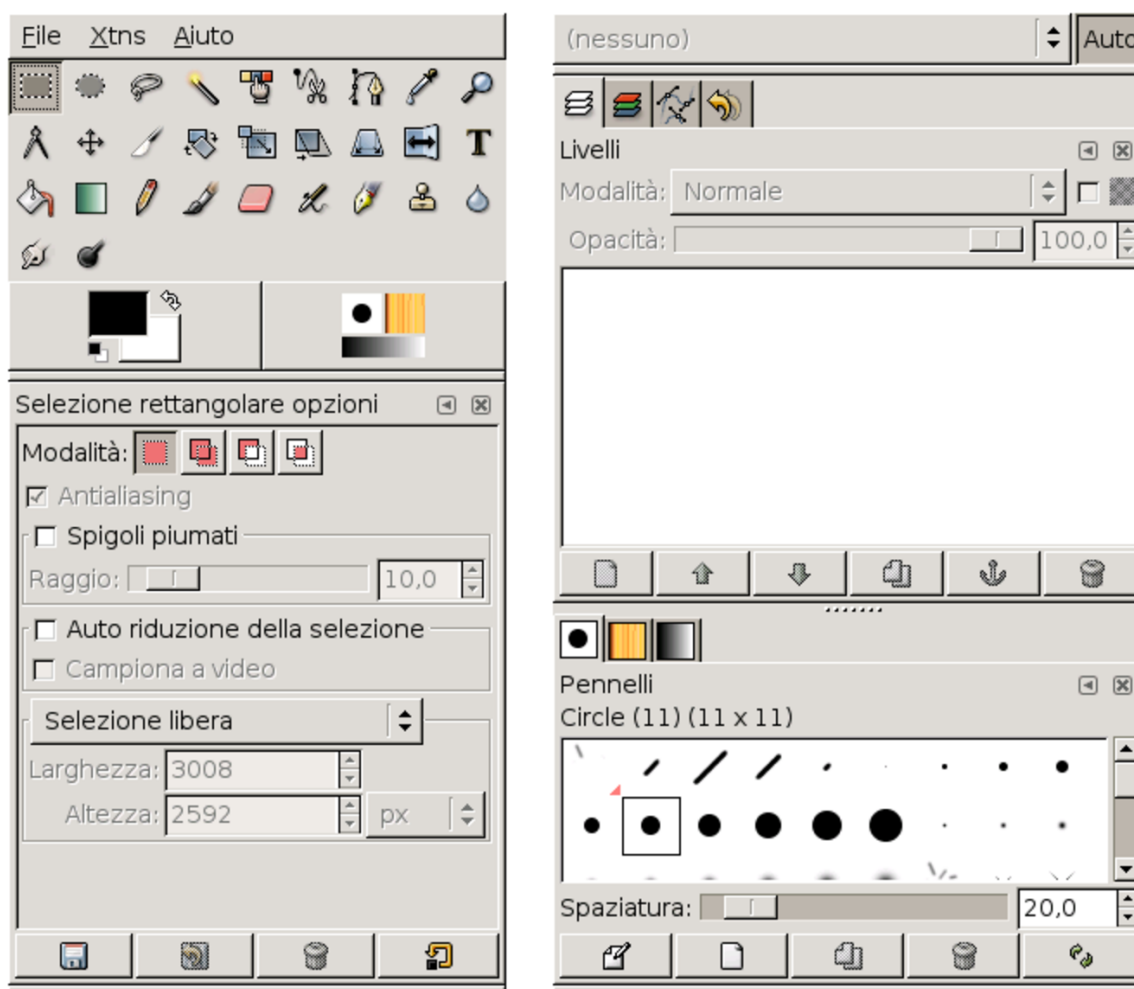 File Xtns Aiuto
Selezione rettangolare opzioni
Modalità:
Antialiasing
Spigoli piumati
Raggio: 10,0
Auto riduzione della selezione
Campiona a video
Selezione libera
Larghezza: 3008
Altezza: 2592 px
(nessuno) Auto
Livelli
Modalità: Normale
Opacità: 100,0
Pennelli
Circle (11) (11 x 11)
Spaziatura: 20,0